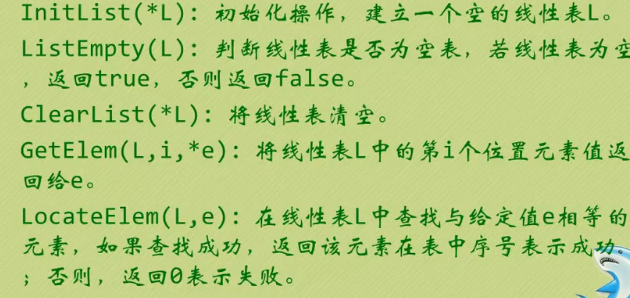 InitList(*L): 初始化操作，建立一个空的线性表L。
ListEmpty(L): 判断线性表是否为空表，若线性表为空
，返回true，否则返回false。
ClearList(*L): 将线性表清空。
GetElem(L,i,*e): 将线性表L中的第i个位置元素值返
回给e。
LocateElem(L,e): 在线性表L中查找与给定值e相等的
元素，如果查找成功，返回该元素在表中序号表示成功
；否则，返回0表示失败。